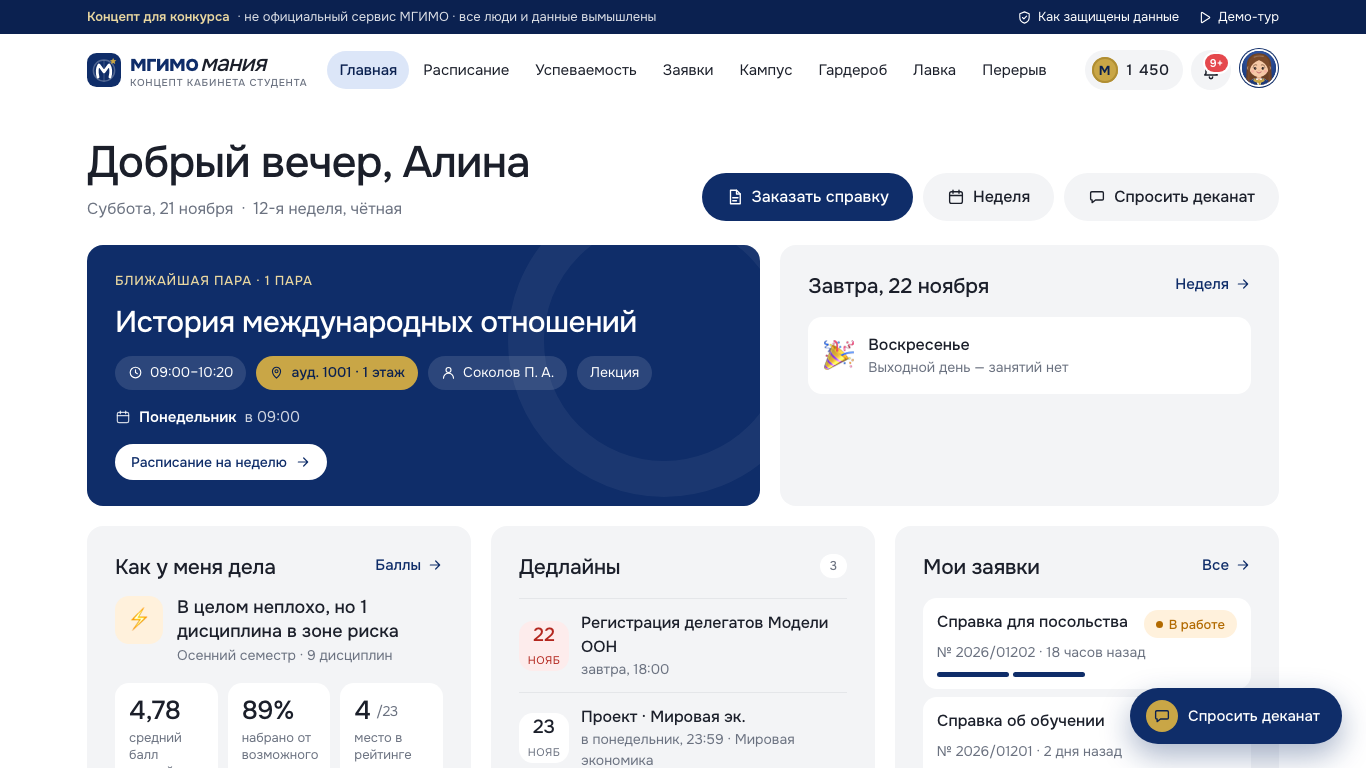 Концепт для конкурса · не официальный сервис МГИМО · все люди и данные вымышлены
Как защищены данные
Демо-тур
МГИМО мания
КОНЦЕПТ КАБИНЕТА СТУДЕНТА
Главная
Расписание
Успеваемость
Заявки
Кампус
Гардероб
Лавка
Перерыв
М 1 450
9+
Добрый вечер, Алина
Суббота, 21 ноября · 12-я неделя, чётная
Заказать справку
Неделя
Спросить деканат
БЛИЖАЙШАЯ ПАРА · 1 ПАРА
История международных отношений
09:00–10:20
ауд. 1001 · 1 этаж
Соколов П. А.
Лекция
Понедельник в 09:00
Расписание на неделю
Завтра, 22 ноября
Неделя
Воскресенье
Выходной день — занятий нет
Как у меня дела
Баллы
В целом неплохо, но 1
дисциплина в зоне риска
Осенний семестр · 9 дисциплин
4,78
средний
балл
89%
набрано от
возможного
4 /23
место в
рейтинге
Дедлайны
3
22
НОЯБ
Регистрация делегатов Модели
ООН
завтра, 18:00
23
НОЯБ
Проект · Мировая эк.
в понедельник, 23:59 · Мировая
экономика
Мои заявки
Все
Справка для посольства
В работе
№ 2026/01202 · 18 часов назад
Справка об обучении
№ 2026/01201 · 2 дня назад
Спросить деканат